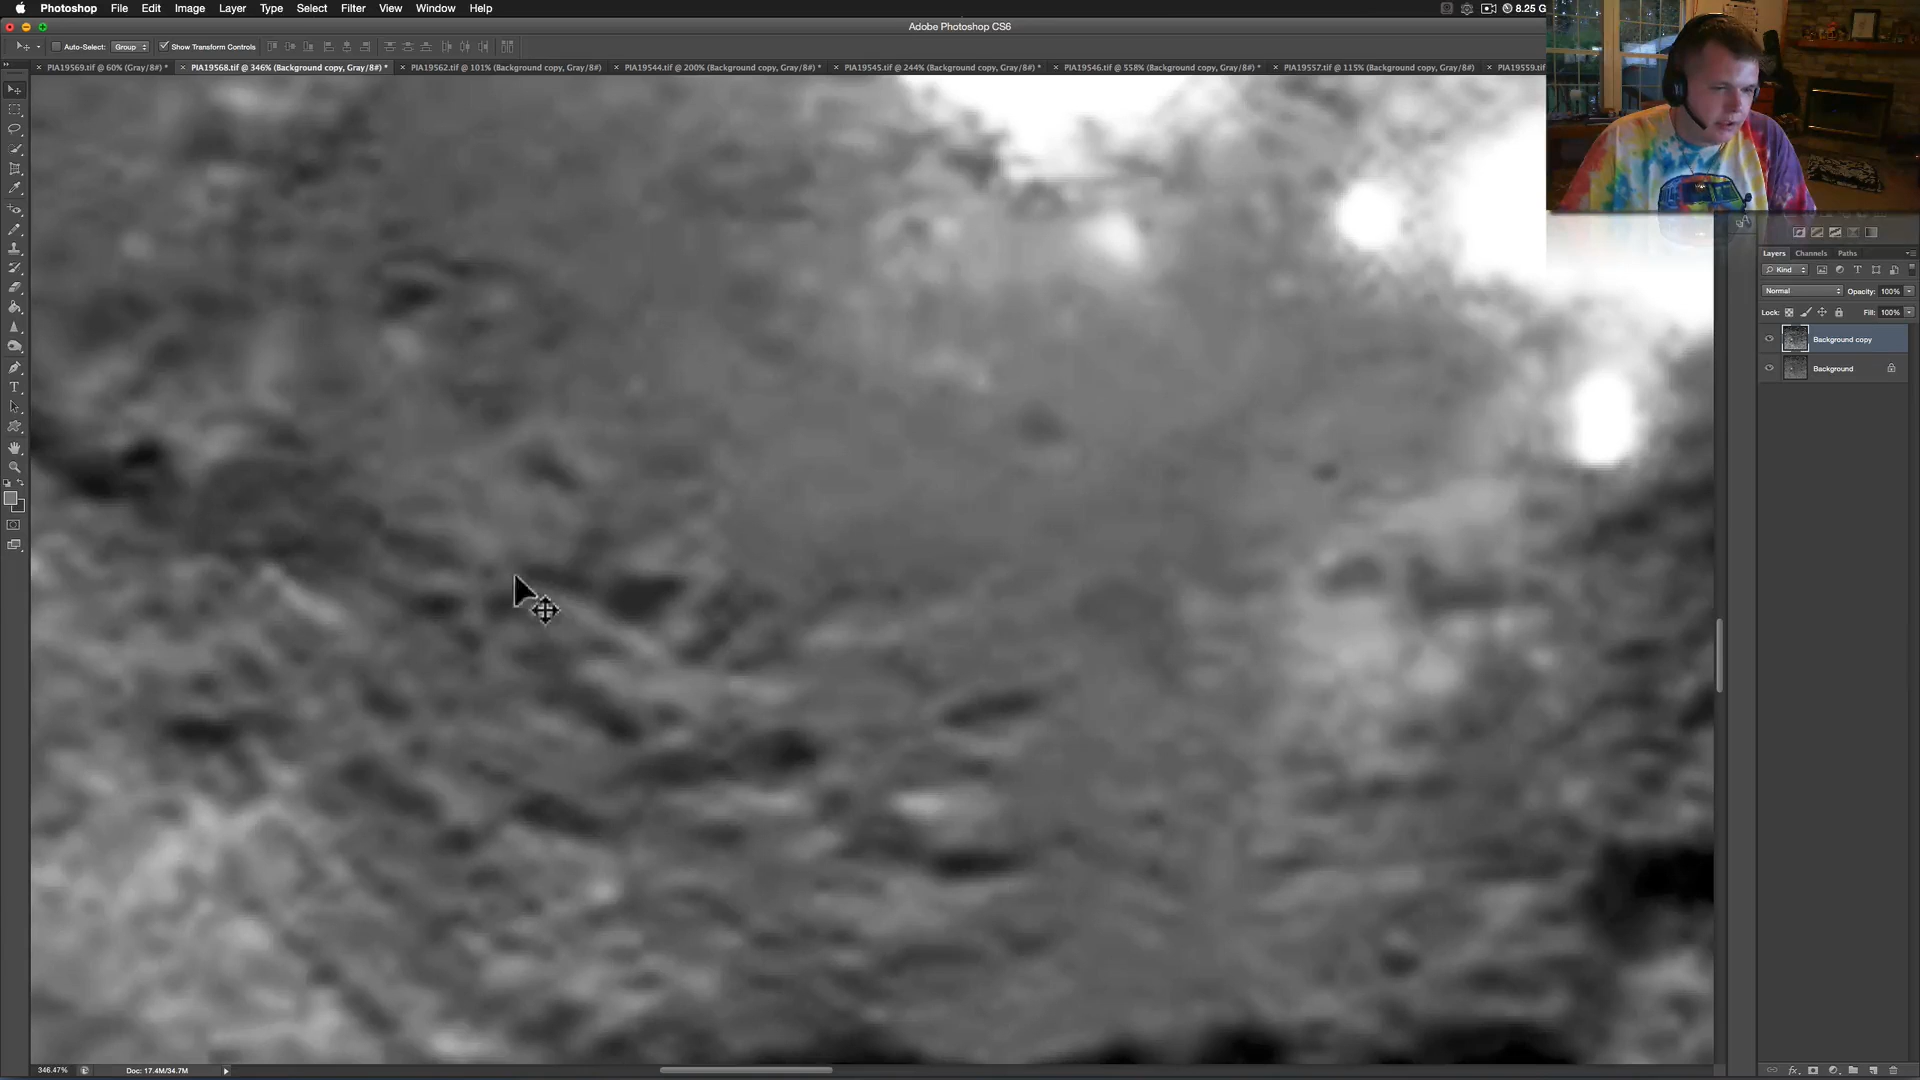 Photoshop File Edit Image Layer Type Select Filter View Window Help 8.25 G
Adobe Photoshop CS6
Auto-Select: Group Show Transform Controls
PIA19569.tif @ 60% (Gray/8#) * PIA19568.tif @ 346% (Background copy, Gray/8#) * PIA19562.tif @ 101% (Background copy, Gray/8#) PIA19544.tif @ 200% (Background copy, Gray/8#) * PIA19545.tif @ 244% (Background copy, Gray/8#) * PIA19546.tif @ 558% (Background copy, Gray/8#) * PIA19557.tif @ 115% (Background copy, Gray/8#) PIA19559.tif
Layers Channels Paths
Kind
Normal Opacity: 100%
Lock: Fill: 100%
Background copy
Background
346.47% Doc: 17.4M/34.7M